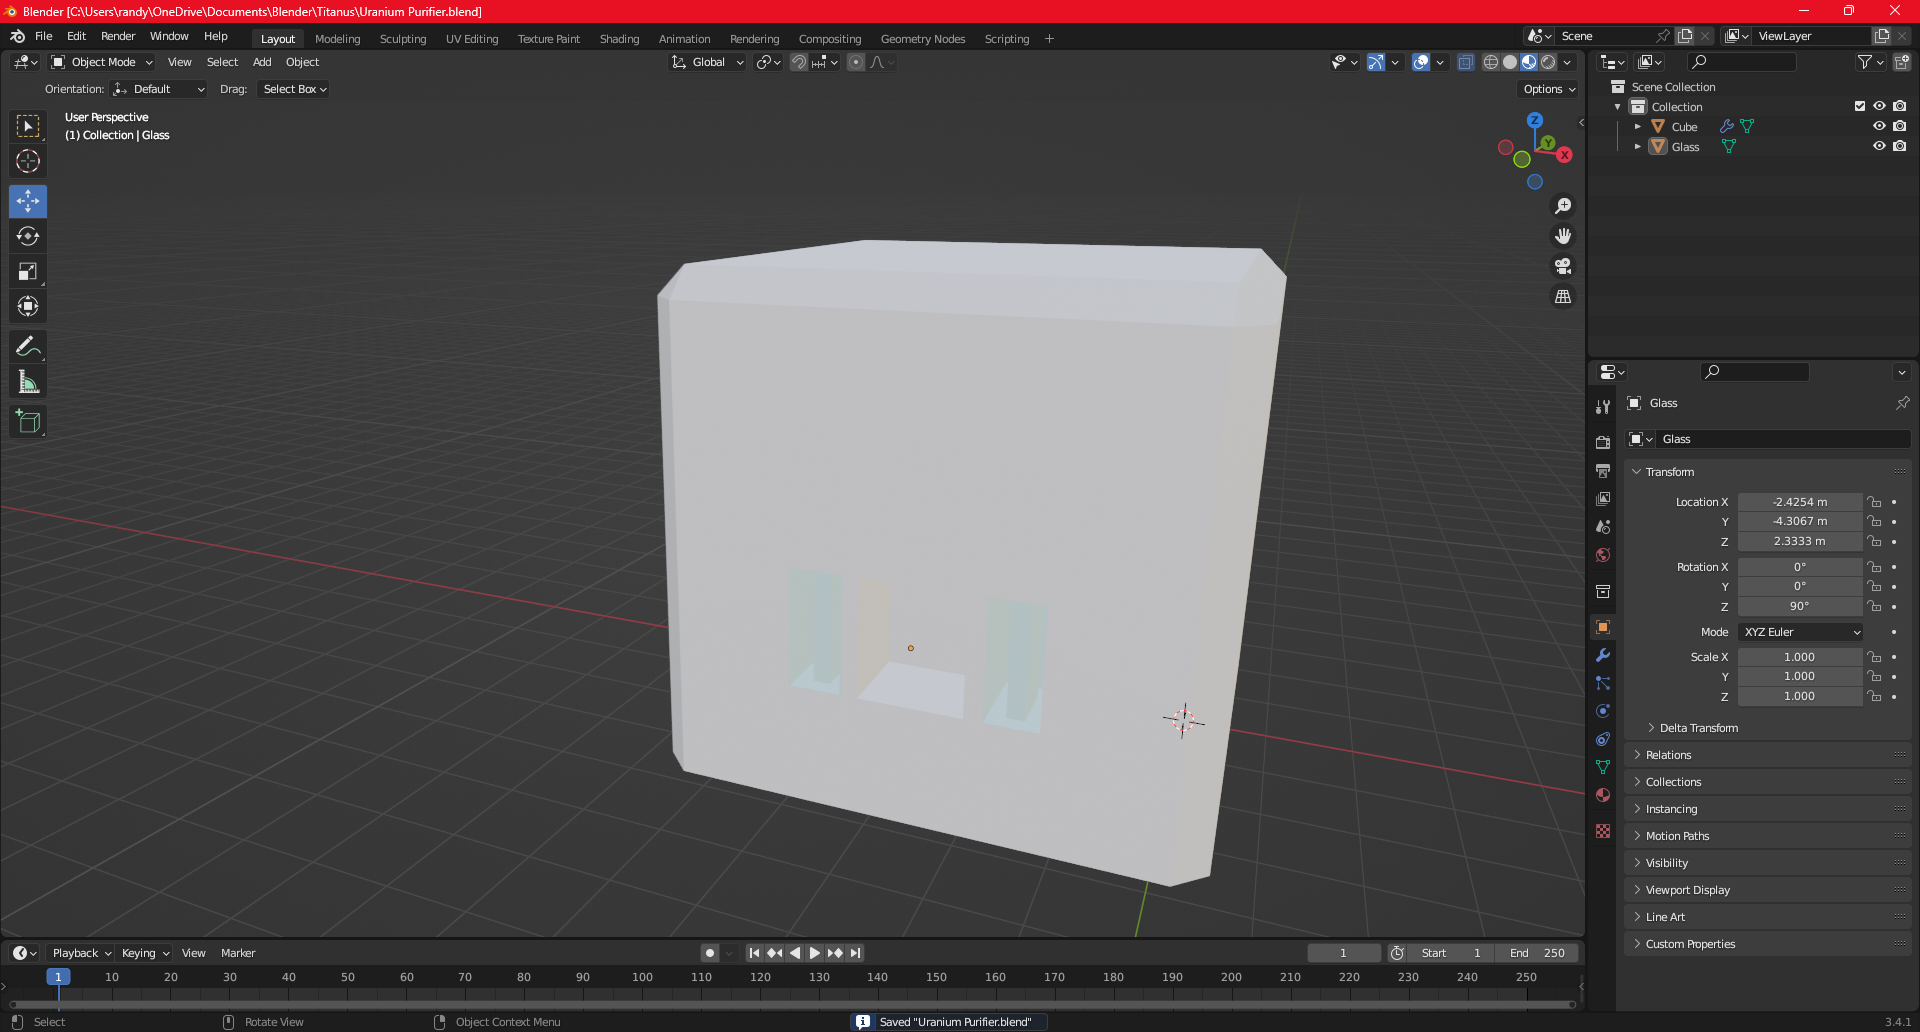 Blender [C:\Users\randy\OneDrive\Documents\Blender\Titanus\Uranium Purifier.blend]
File Edit Render Window Help Layout Modeling Sculpting UV Editing Texture Paint Shading Animation Rendering Compositing Geometry Nodes Scripting + Scene ViewLayer
Object Mode View Select Add Object Global
Orientation: Default Drag: Select Box Options
User Perspective
(1) Collection | Glass
Z
Y
X
Scene Collection
Collection
Cube
Glass
Glass
Glass
Transform
Location X -2.4254 m
Y -4.3067 m
Z 2.3333 m
Rotation X 0°
Y 0°
Z 90°
Mode XYZ Euler
Scale X 1.000
Y 1.000
Z 1.000
Delta Transform
Relations
Collections
Instancing
Motion Paths
Visibility
Viewport Display
Line Art
Custom Properties
Playback Keying View Marker 1 Start 1 End 250
1 10 20 30 40 50 60 70 80 90 100 110 120 130 140 150 160 170 180 190 200 210 220 230 240 250
Select Rotate View Object Context Menu Saved "Uranium Purifier.blend" 3.4.1